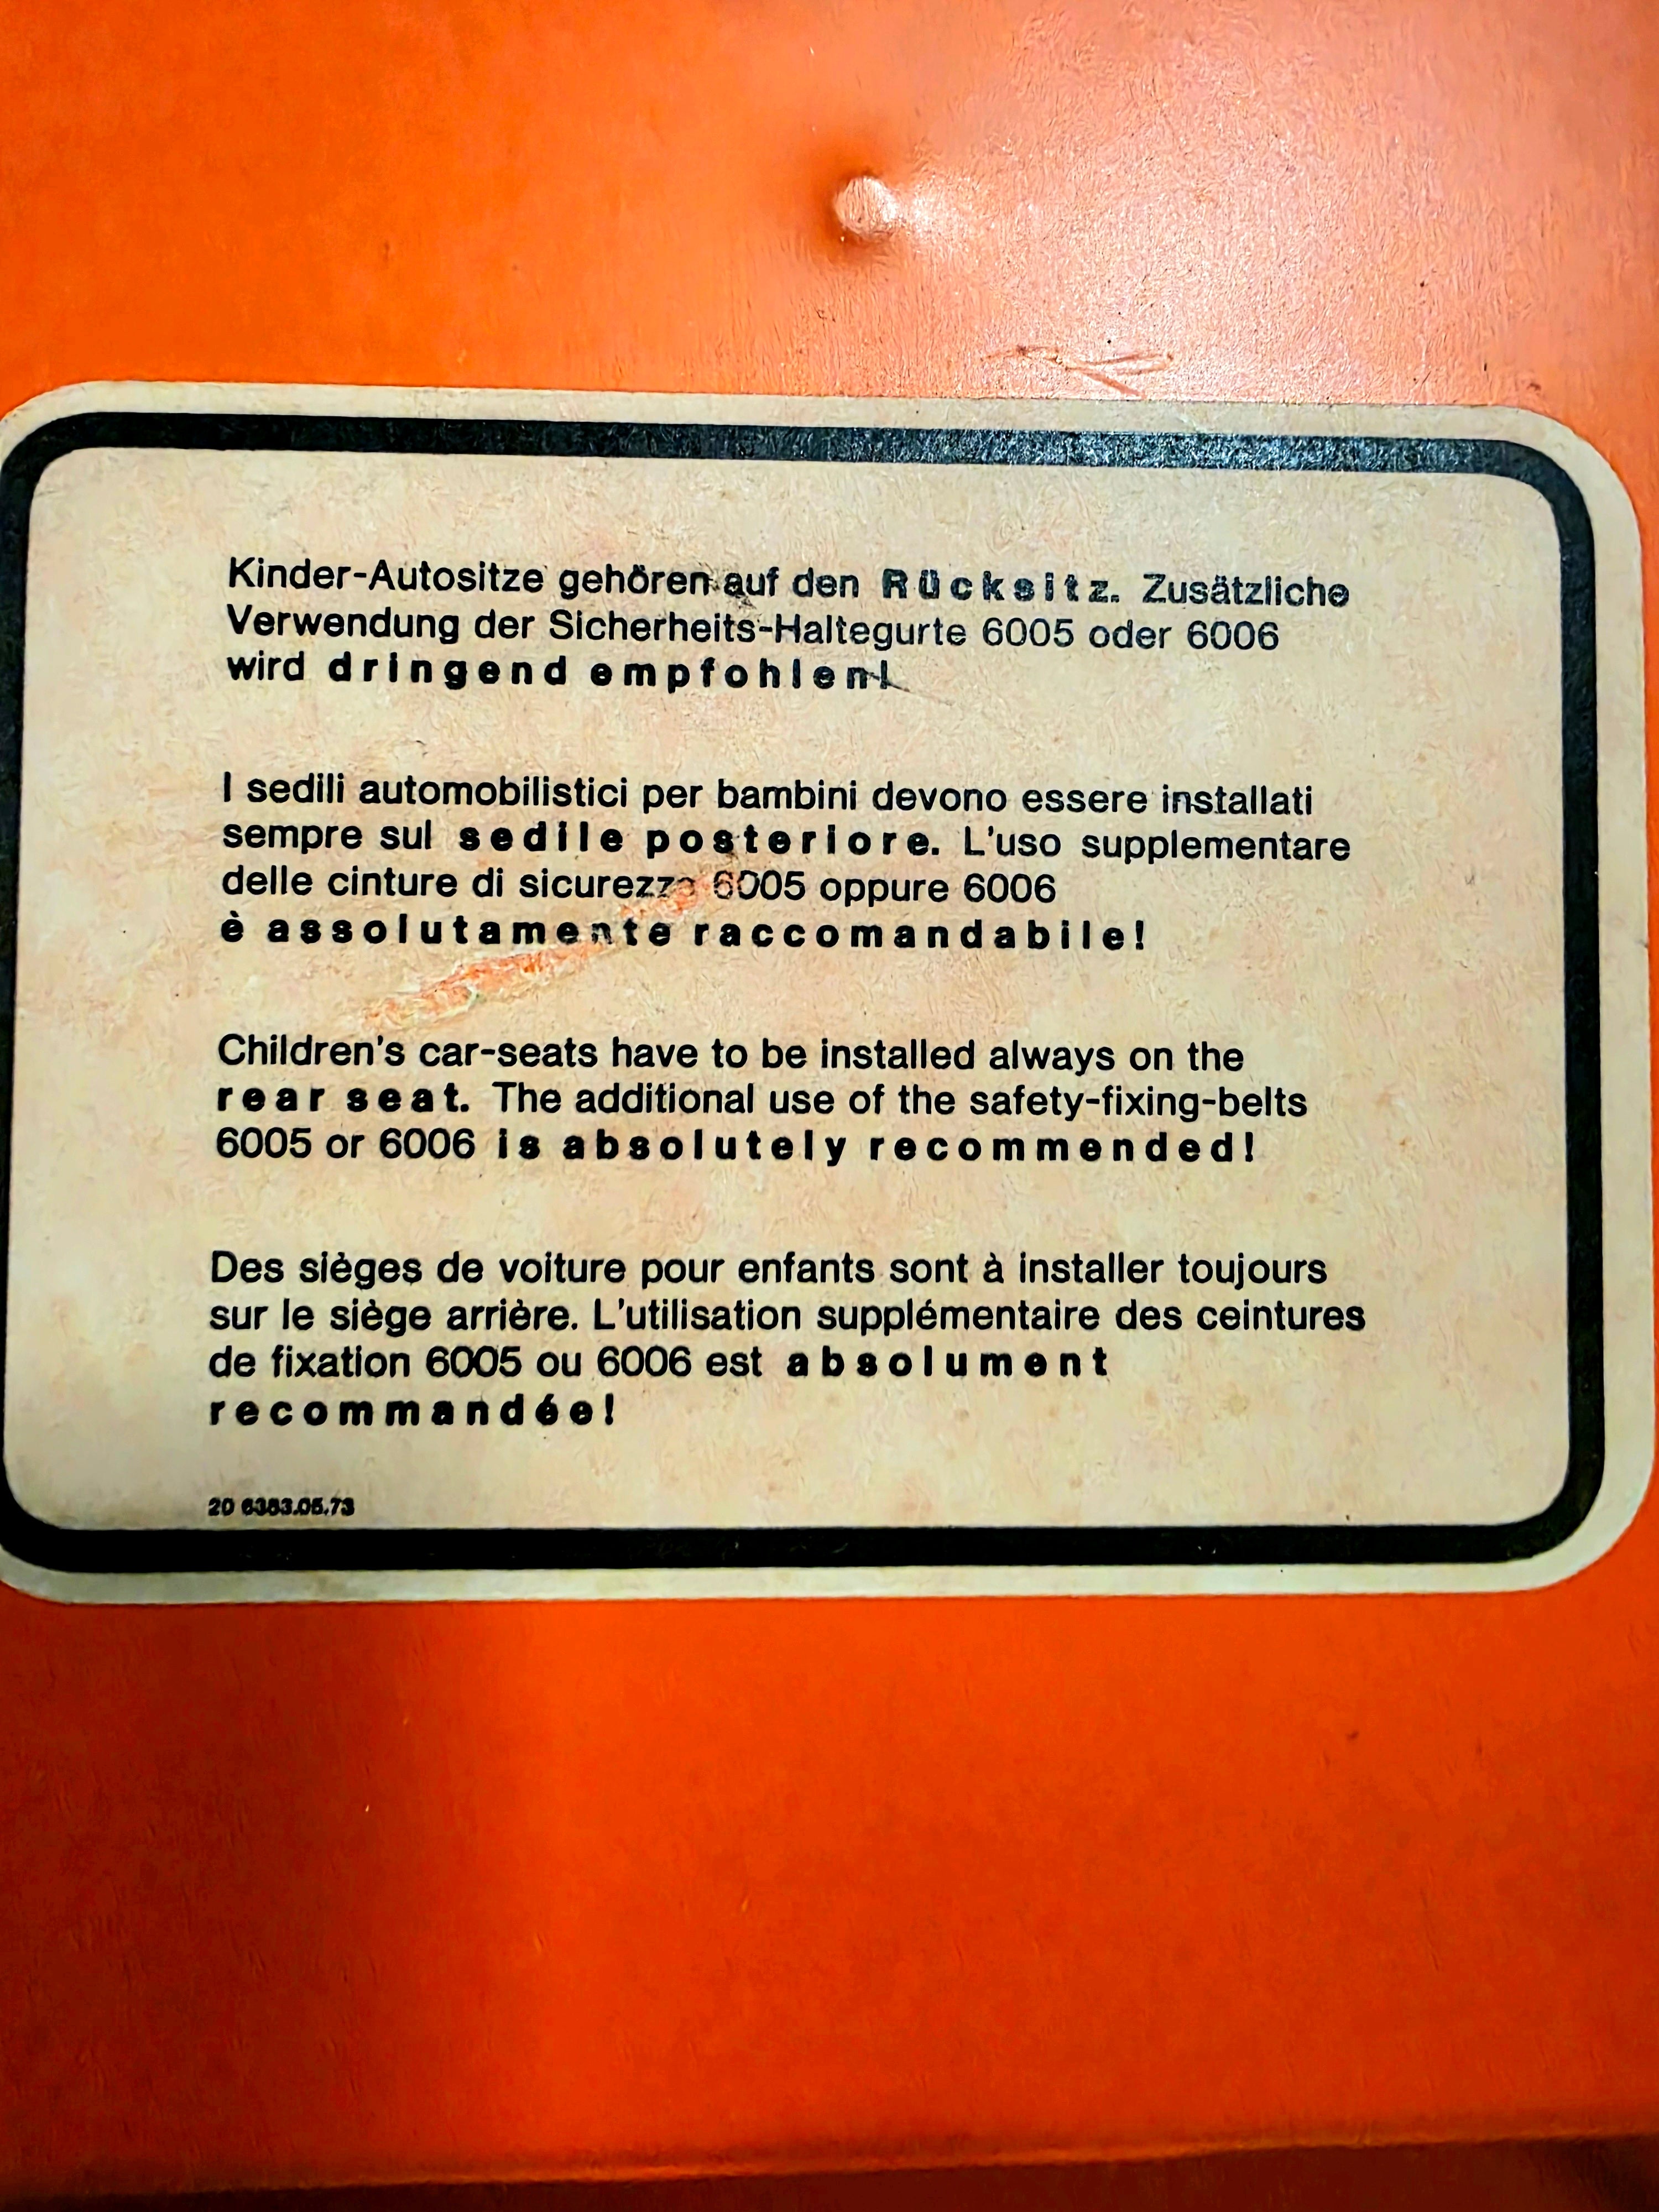 Kinder-Autositze gehören auf den Rücksitz. Zusätzliche
Verwendung der Sicherheits-Haltegurte 6005 oder 6006
wird dringend empfohlen!
I sedili automobilistici per bambini devono essere installati
sempre sul sedile posteriore. L'uso supplementare
delle cinture di sicurezza 6005 oppure 6006
è assolutamente raccomandabile!
Children's car-seats have to be installed always on the
rear seat. The additional use of the safety-fixing-belts
6005 or 6006 is absolutely recommended!
Des sièges de voiture pour enfants sont à installer toujours
sur le siège arrière. L'utilisation supplémentaire des ceintures
de fixation 6005 ou 6006 est absolument
recommandée!
20 6383.05.73